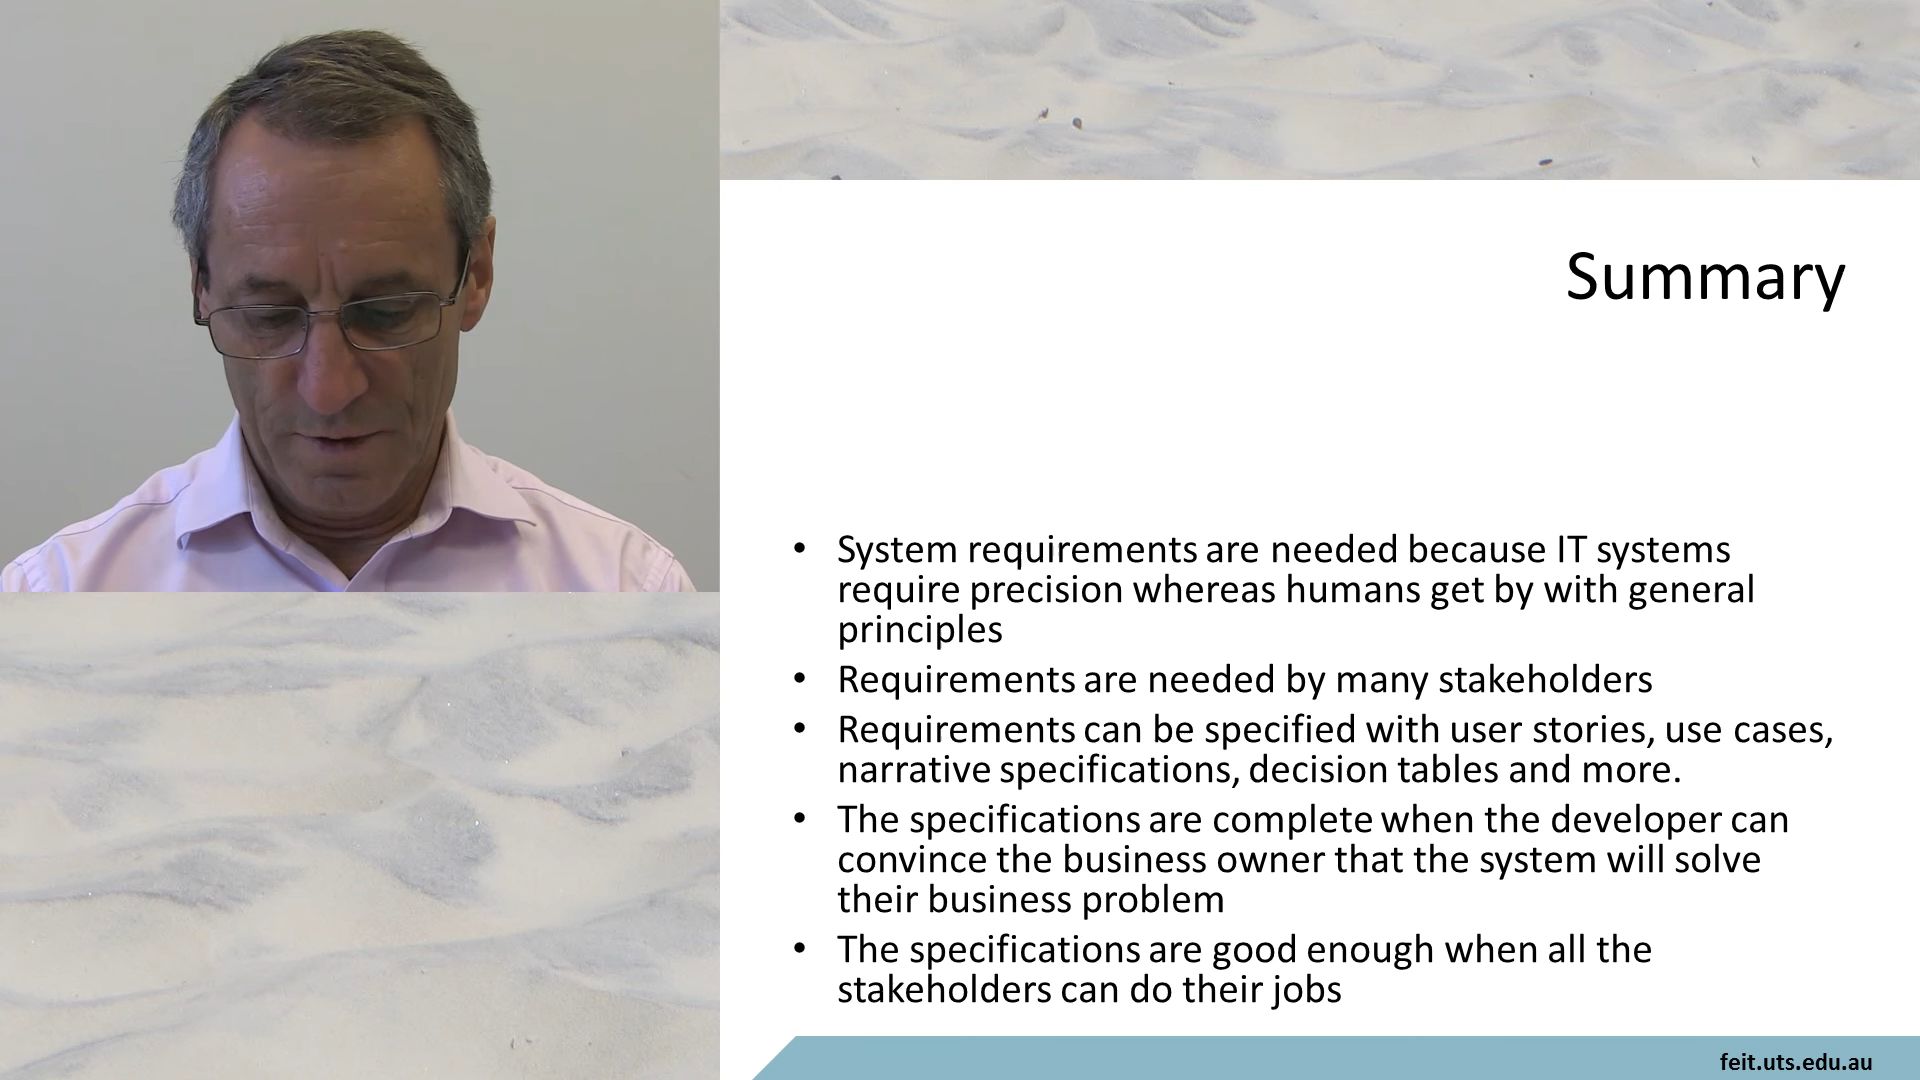 Summary
• System requirements are needed because IT systems
require precision whereas humans get by with general
principles
• Requirements are needed by many stakeholders
• Requirements can be specified with user stories, use cases,
narrative specifications, decision tables and more.
• The specifications are complete when the developer can
convince the business owner that the system will solve
their business problem
• The specifications are good enough when all the
stakeholders can do their jobs
feit.uts.edu.au